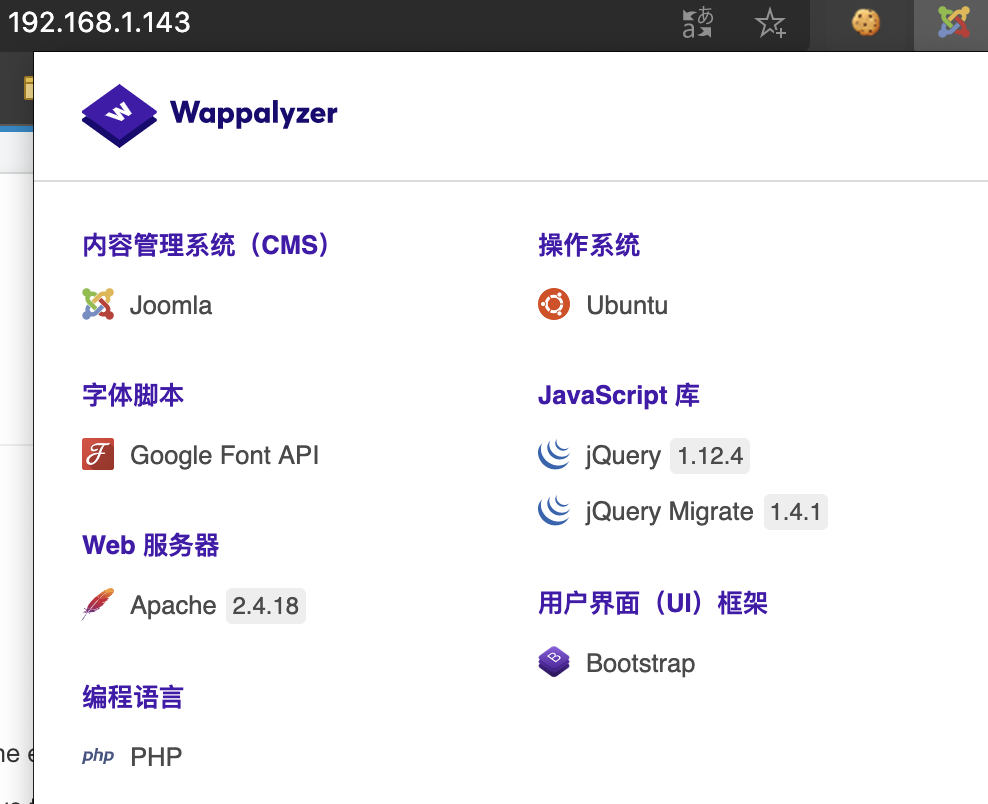 192.168.1.143
Wappalyzer
内容管理系统（CMS）
Joomla
字体脚本
Google Font API
Web 服务器
Apache 2.4.18
编程语言
php PHP
操作系统
Ubuntu
JavaScript 库
jQuery 1.12.4
jQuery Migrate 1.4.1
用户界面（UI）框架
Bootstrap